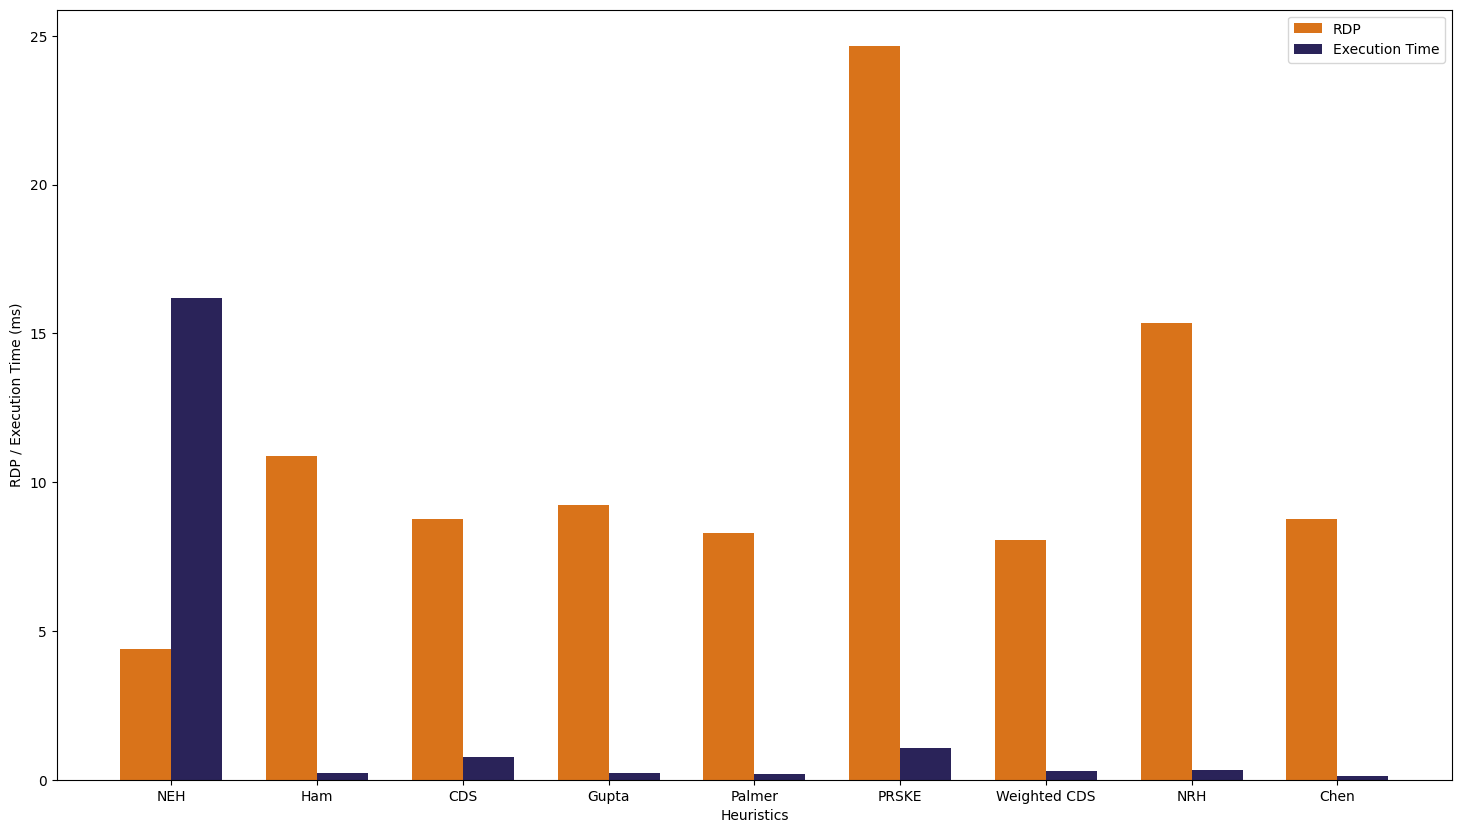 RDP
Execution Time
RDP / Execution Time (ms)
25
20
15
10
5
0
NEH Ham CDS Gupta Palmer PRSKE Weighted CDS NRH Chen
Heuristics